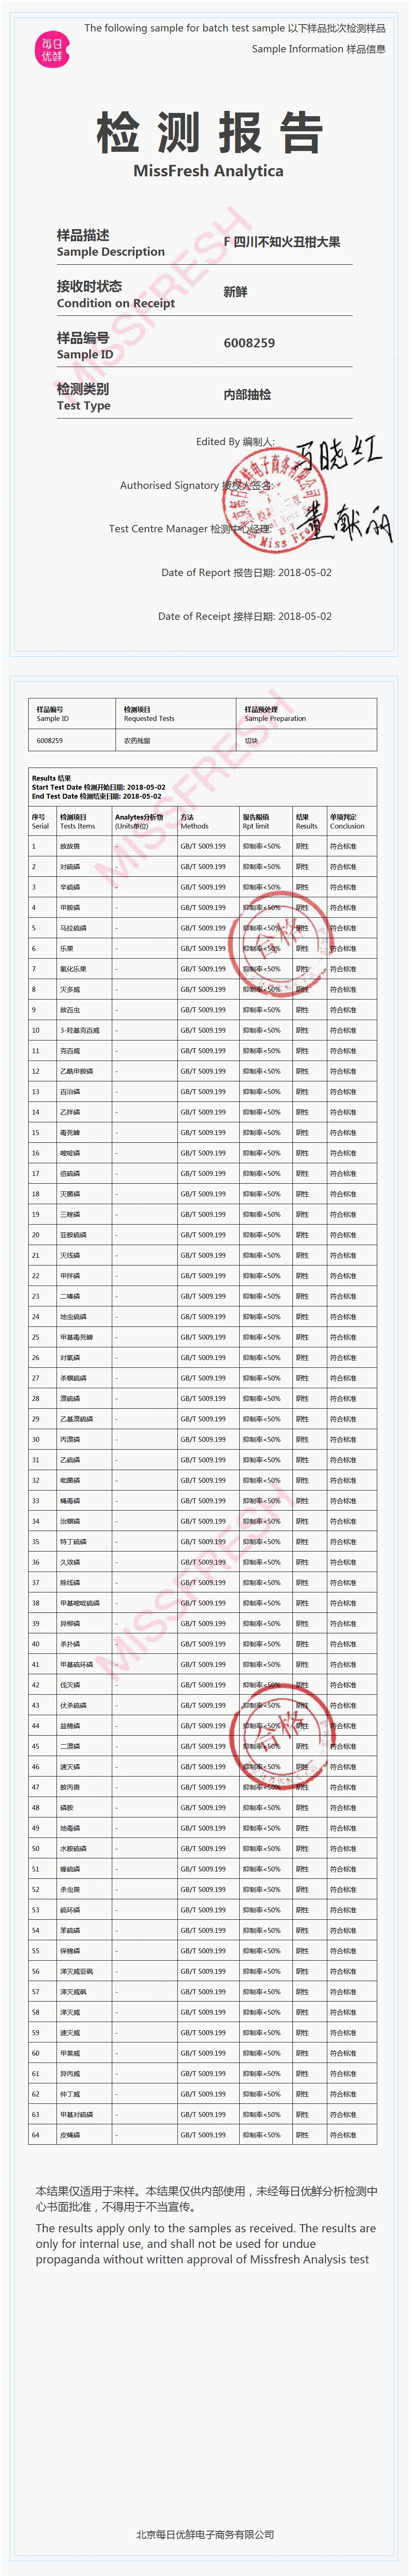 The following sample for batch test sample 以下样品批次检测样品
每日
优鲜
Sample Information 样品信息
检测报告
MissFresh Analytica
样品描述
Sample Description
F 四川不知火丑柑大果
接收时状态
Condition on Receipt
新鲜
样品编号
Sample ID
6008259
检测类别
Test Type
内部抽检
MISSFRESH
Edited By 编制人:
Authorised Signatory 授权人签名:
Test Centre Manager 检测中心经理:
Date of Report 报告日期: 2018-05-02
Date of Receipt 接样日期: 2018-05-02
样品编号 检测项目 样品预处理
Sample ID Requested Tests Sample Preparation
6008259 农药残留 切块
MISSFRESH
Results 结果
Start Test Date 检测开始日期: 2018-05-02
End Test Date 检测结束日期: 2018-05-02
序号 检测项目 Analytes分析物 方法 报告限值 结果 单项判定
Serial Tests Items (Units单位) Methods Rpt limit Results Conclusion
1 敌敌畏 - GB/T 5009.199 抑制率<50% 阴性 符合标准
2 对硫磷 - GB/T 5009.199 抑制率<50% 阴性 符合标准
3 辛硫磷 - GB/T 5009.199 抑制率<50% 阴性 符合标准
4 甲胺磷 - GB/T 5009.199 抑制率<50% 阴性 符合标准
5 马拉硫磷 - GB/T 5009.199 抑制率<50% 阴性 符合标准
合格
6 乐果 - GB/T 5009.199 抑制率<50% 阴性 符合标准
7 氧化乐果 - GB/T 5009.199 抑制率<50% 阴性 符合标准
8 灭多威 - GB/T 5009.199 抑制率<50% 阴性 符合标准
9 敌百虫 - GB/T 5009.199 抑制率<50% 阴性 符合标准
10 3-羟基克百威 - GB/T 5009.199 抑制率<50% 阴性 符合标准
11 克百威 - GB/T 5009.199 抑制率<50% 阴性 符合标准
12 乙酰甲胺磷 - GB/T 5009.199 抑制率<50% 阴性 符合标准
13 百治磷 - GB/T 5009.199 抑制率<50% 阴性 符合标准
14 乙拌磷 - GB/T 5009.199 抑制率<50% 阴性 符合标准
15 毒死蜱 - GB/T 5009.199 抑制率<50% 阴性 符合标准
16 嘧啶磷 - GB/T 5009.199 抑制率<50% 阴性 符合标准
17 倍硫磷 - GB/T 5009.199 抑制率<50% 阴性 符合标准
18 灭菌磷 - GB/T 5009.199 抑制率<50% 阴性 符合标准
19 三唑磷 - GB/T 5009.199 抑制率<50% 阴性 符合标准
20 亚胺硫磷 - GB/T 5009.199 抑制率<50% 阴性 符合标准
21 灭线磷 - GB/T 5009.199 抑制率<50% 阴性 符合标准
22 甲拌磷 - GB/T 5009.199 抑制率<50% 阴性 符合标准
23 二嗪磷 - GB/T 5009.199 抑制率<50% 阴性 符合标准
24 地虫硫磷 - GB/T 5009.199 抑制率<50% 阴性 符合标准
25 甲基毒死蜱 - GB/T 5009.199 抑制率<50% 阴性 符合标准
26 对氧磷 - GB/T 5009.199 抑制率<50% 阴性 符合标准
27 杀螟硫磷 - GB/T 5009.199 抑制率<50% 阴性 符合标准
28 溴硫磷 - GB/T 5009.199 抑制率<50% 阴性 符合标准
29 乙基溴硫磷 - GB/T 5009.199 抑制率<50% 阴性 符合标准
30 丙溴磷 - GB/T 5009.199 抑制率<50% 阴性 符合标准
31 乙硫磷 - GB/T 5009.199 抑制率<50% 阴性 符合标准
32 吡菌磷 - GB/T 5009.199 抑制率<50% 阴性 符合标准
33 蝇毒磷 - GB/T 5009.199 抑制率<50% 阴性 符合标准
34 治螟磷 - GB/T 5009.199 抑制率<50% 阴性 符合标准
35 特丁硫磷 - GB/T 5009.199 抑制率<50% 阴性 符合标准
36 久效磷 - GB/T 5009.199 抑制率<50% 阴性 符合标准
MISSFRESH
37 除线磷 - GB/T 5009.199 抑制率<50% 阴性 符合标准
38 甲基嘧啶硫磷 - GB/T 5009.199 抑制率<50% 阴性 符合标准
39 异柳磷 - GB/T 5009.199 抑制率<50% 阴性 符合标准
40 杀扑磷 - GB/T 5009.199 抑制率<50% 阴性 符合标准
41 甲基硫环磷 - GB/T 5009.199 抑制率<50% 阴性 符合标准
42 伐灭磷 - GB/T 5009.199 抑制率<50% 阴性 符合标准
43 伏杀硫磷 - GB/T 5009.199 抑制率<50% 阴性 符合标准
44 益棉磷 - GB/T 5009.199 抑制率<50% 阴性 符合标准
合格
45 二溴磷 - GB/T 5009.199 抑制率<50% 阴性 符合标准
46 速灭磷 - GB/T 5009.199 抑制率<50% 阴性 符合标准
47 胺丙畏 - GB/T 5009.199 抑制率<50% 阴性 符合标准
48 磷胺 - GB/T 5009.199 抑制率<50% 阴性 符合标准
49 地毒磷 - GB/T 5009.199 抑制率<50% 阴性 符合标准
50 水胺硫磷 - GB/T 5009.199 抑制率<50% 阴性 符合标准
51 喹硫磷 - GB/T 5009.199 抑制率<50% 阴性 符合标准
52 杀虫畏 - GB/T 5009.199 抑制率<50% 阴性 符合标准
53 硫环磷 - GB/T 5009.199 抑制率<50% 阴性 符合标准
54 苯硫磷 - GB/T 5009.199 抑制率<50% 阴性 符合标准
55 保棉磷 - GB/T 5009.199 抑制率<50% 阴性 符合标准
56 涕灭威亚砜 - GB/T 5009.199 抑制率<50% 阴性 符合标准
57 涕灭威砜 - GB/T 5009.199 抑制率<50% 阴性 符合标准
58 涕灭威 - GB/T 5009.199 抑制率<50% 阴性 符合标准
59 速灭威 - GB/T 5009.199 抑制率<50% 阴性 符合标准
60 甲萘威 - GB/T 5009.199 抑制率<50% 阴性 符合标准
61 异丙威 - GB/T 5009.199 抑制率<50% 阴性 符合标准
62 仲丁威 - GB/T 5009.199 抑制率<50% 阴性 符合标准
63 甲基对硫磷 - GB/T 5009.199 抑制率<50% 阴性 符合标准
64 皮蝇磷 - GB/T 5009.199 抑制率<50% 阴性 符合标准
本结果仅适用于来样。本结果仅供内部使用，未经每日优鲜分析检测中
心书面批准，不得用于不当宣传。
The results apply only to the samples as received. The results are
only for internal use, and shall not be used for undue
propaganda without written approval of Missfresh Analysis test
北京每日优鲜电子商务有限公司